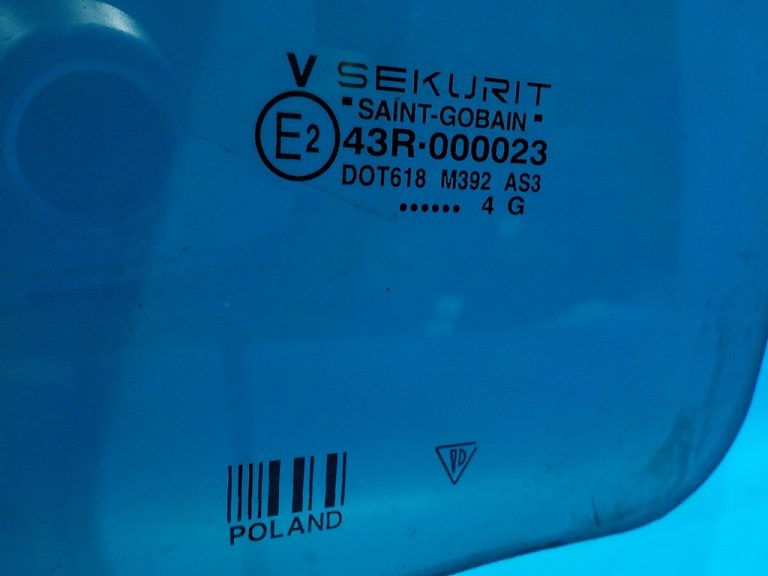 V SEKURIT
SAINT-GOBAIN
E2 43R·000023
DOT618 M392 AS3
•••••• 4 G
POLAND